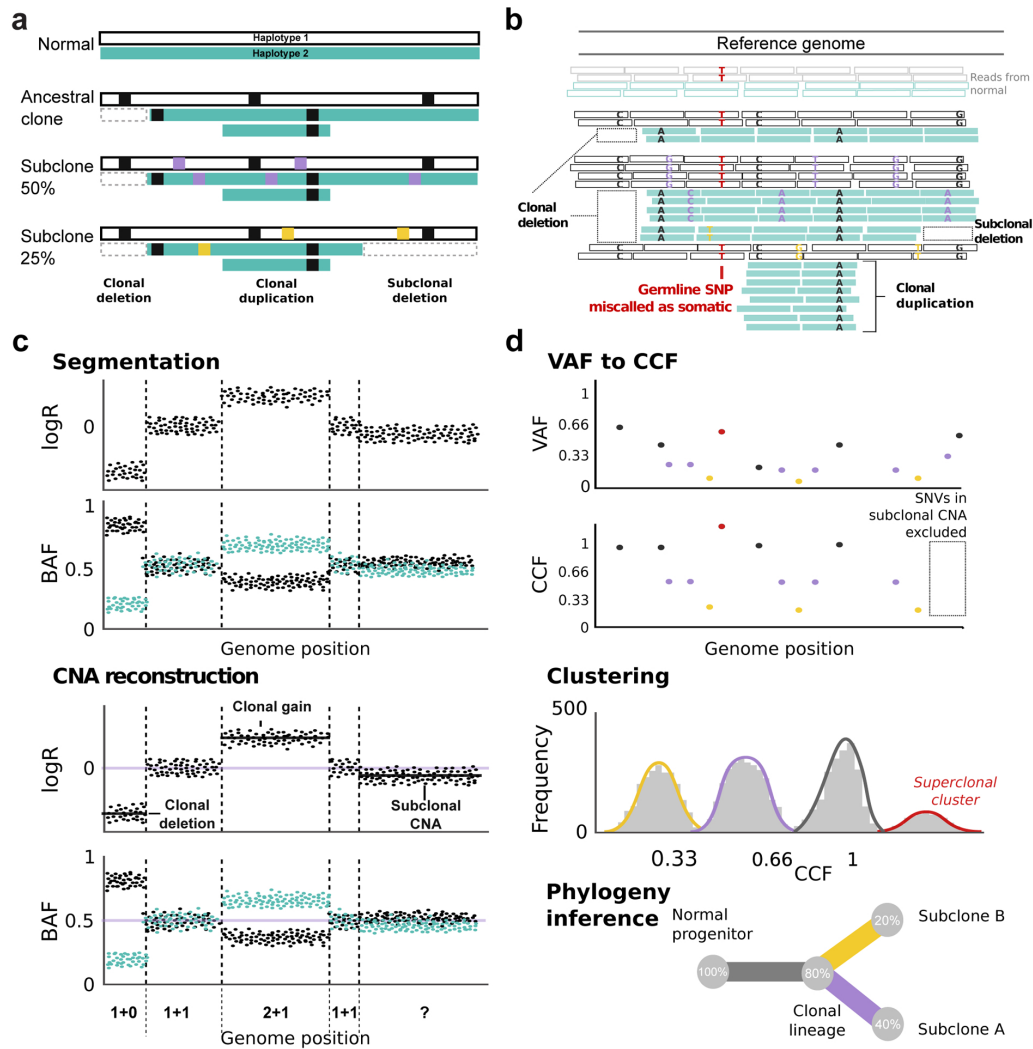 a
Normal
Haplotype 1
Haplotype 2
Ancestral
clone
Subclone
50%
Subclone
25%
Clonal
deletion
Clonal
duplication
Subclonal
deletion
b
Reference genome
T
T
Reads from
normal
C T C G
C T C G
A A
A A
Clonal
deletion
Subclonal
deletion
Germline SNP
miscalled as somatic
Clonal
duplication
A
A
A
A
A
A
A
c
Segmentation
logR
0
BAF
1
0.5
0
Genome position
CNA reconstruction
logR
0
Clonal gain
Clonal
deletion
Subclonal
CNA
BAF
1
0.5
0
1+0
1+1
2+1
1+1
?
Genome position
d
VAF to CCF
VAF
1
0.66
0.33
0
SNVs in
subclonal CNA
excluded
CCF
1
0.66
0.33
0
Genome position
Clustering
Frequency
500
0
Superclonal
cluster
0.33
0.66
1
CCF
Phylogeny
inference
Normal
progenitor
100%
80%
Clonal
lineage
20%
Subclone B
40%
Subclone A